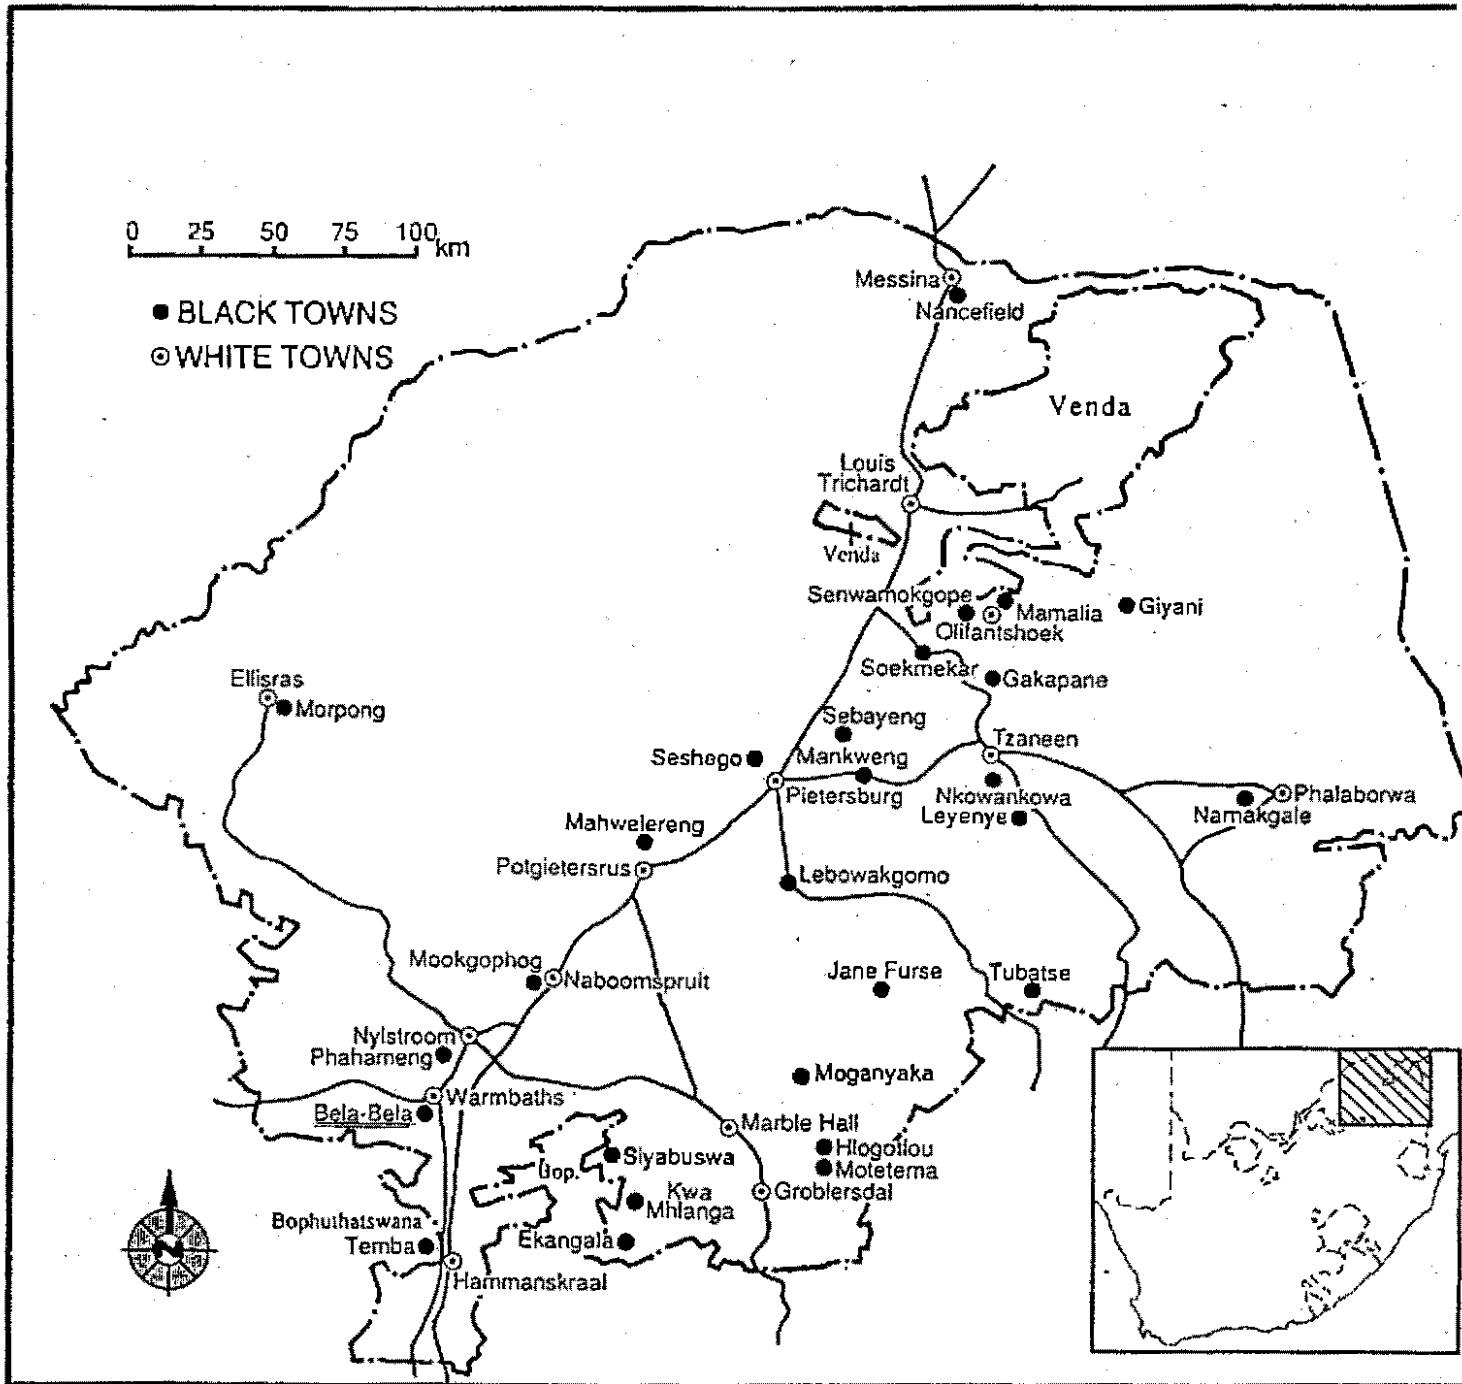 0 25 50 75 100 km
● BLACK TOWNS
WHITE TOWNS
Messina
Nancefield
Venda
Louis
Trichardt
Venda
Senwamokgope
Mamalia
Giyani
Olifantshoek
Soekmekar
Gakapane
Ellisras
Morpong
Sebayeng
Tzaneen
Seshego
Mankweng
Pietersburg
Nkowankowa
Phalaborwa
Leyenye
Namakgale
Mahwelereng
Potgietersrus
Lebowakgomo
Mookgophog
Naboomspruit
Jane Furse
Tubatse
Nylstroom
Phahameng
Moganyaka
Warmbaths
Bela-Bela
Marble Hall
Hlogotlou
Motetema
Siyabuswa
Bop.
Kwa
Mhlanga
Groblersdal
Bophuthatswana
Temba
Ekangala
Hammanskraal
N